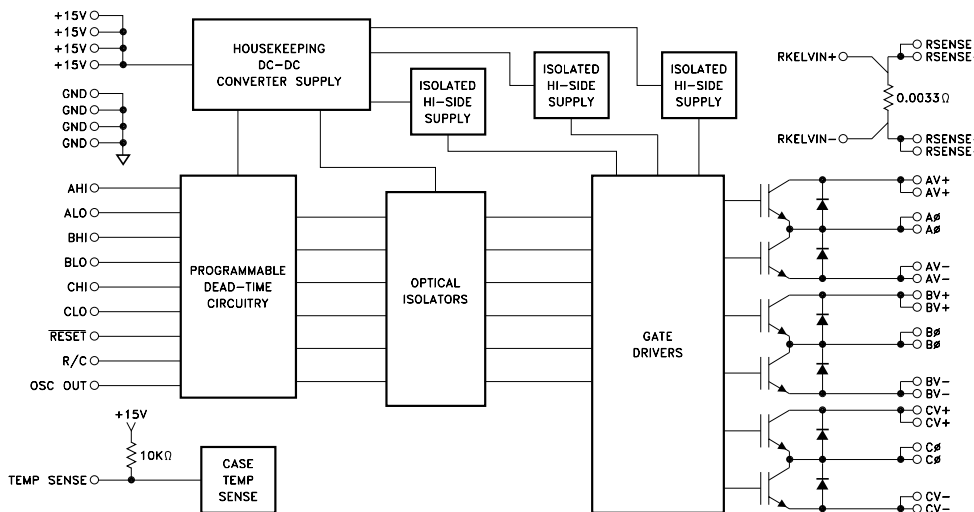 +15V
+15V
+15V
+15V
GND
GND
GND
GND
HOUSEKEEPING
DC-DC
CONVERTER SUPPLY
ISOLATED
HI-SIDE
SUPPLY
ISOLATED
HI-SIDE
SUPPLY
ISOLATED
HI-SIDE
SUPPLY
RKELVIN+
RKELVIN-
0.0033Ω
RSENSE
RSENSE
RSENSE
RSENSE
AHI
ALO
BHI
BLO
CHI
CLO
RESET
R/C
OSC OUT
PROGRAMMABLE
DEAD-TIME
CIRCUITRY
OPTICAL
ISOLATORS
GATE
DRIVERS
AV+
AV+
AØ
AØ
AV-
AV-
BV+
BV+
BØ
BØ
BV-
BV-
CV+
CV+
CØ
CØ
CV-
CV-
+15V
10KΩ
TEMP SENSE
CASE
TEMP
SENSE